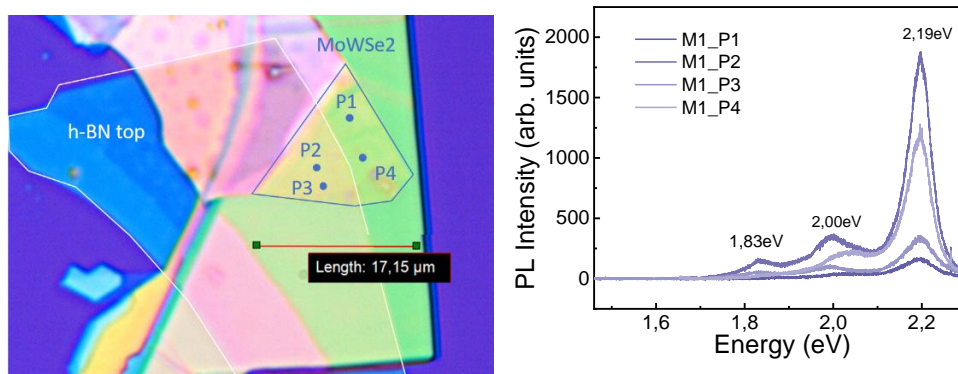 MoWSe2
P1
h-BN top
P2
P4
P3
Length: 17,15 µm
PL Intensity (arb. units)
2000
1500
1000
500
0
M1_P1
M1_P2
M1_P3
M1_P4
2,19eV
2,00eV
1,83eV
1,6
1,8
2,0
2,2
Energy (eV)